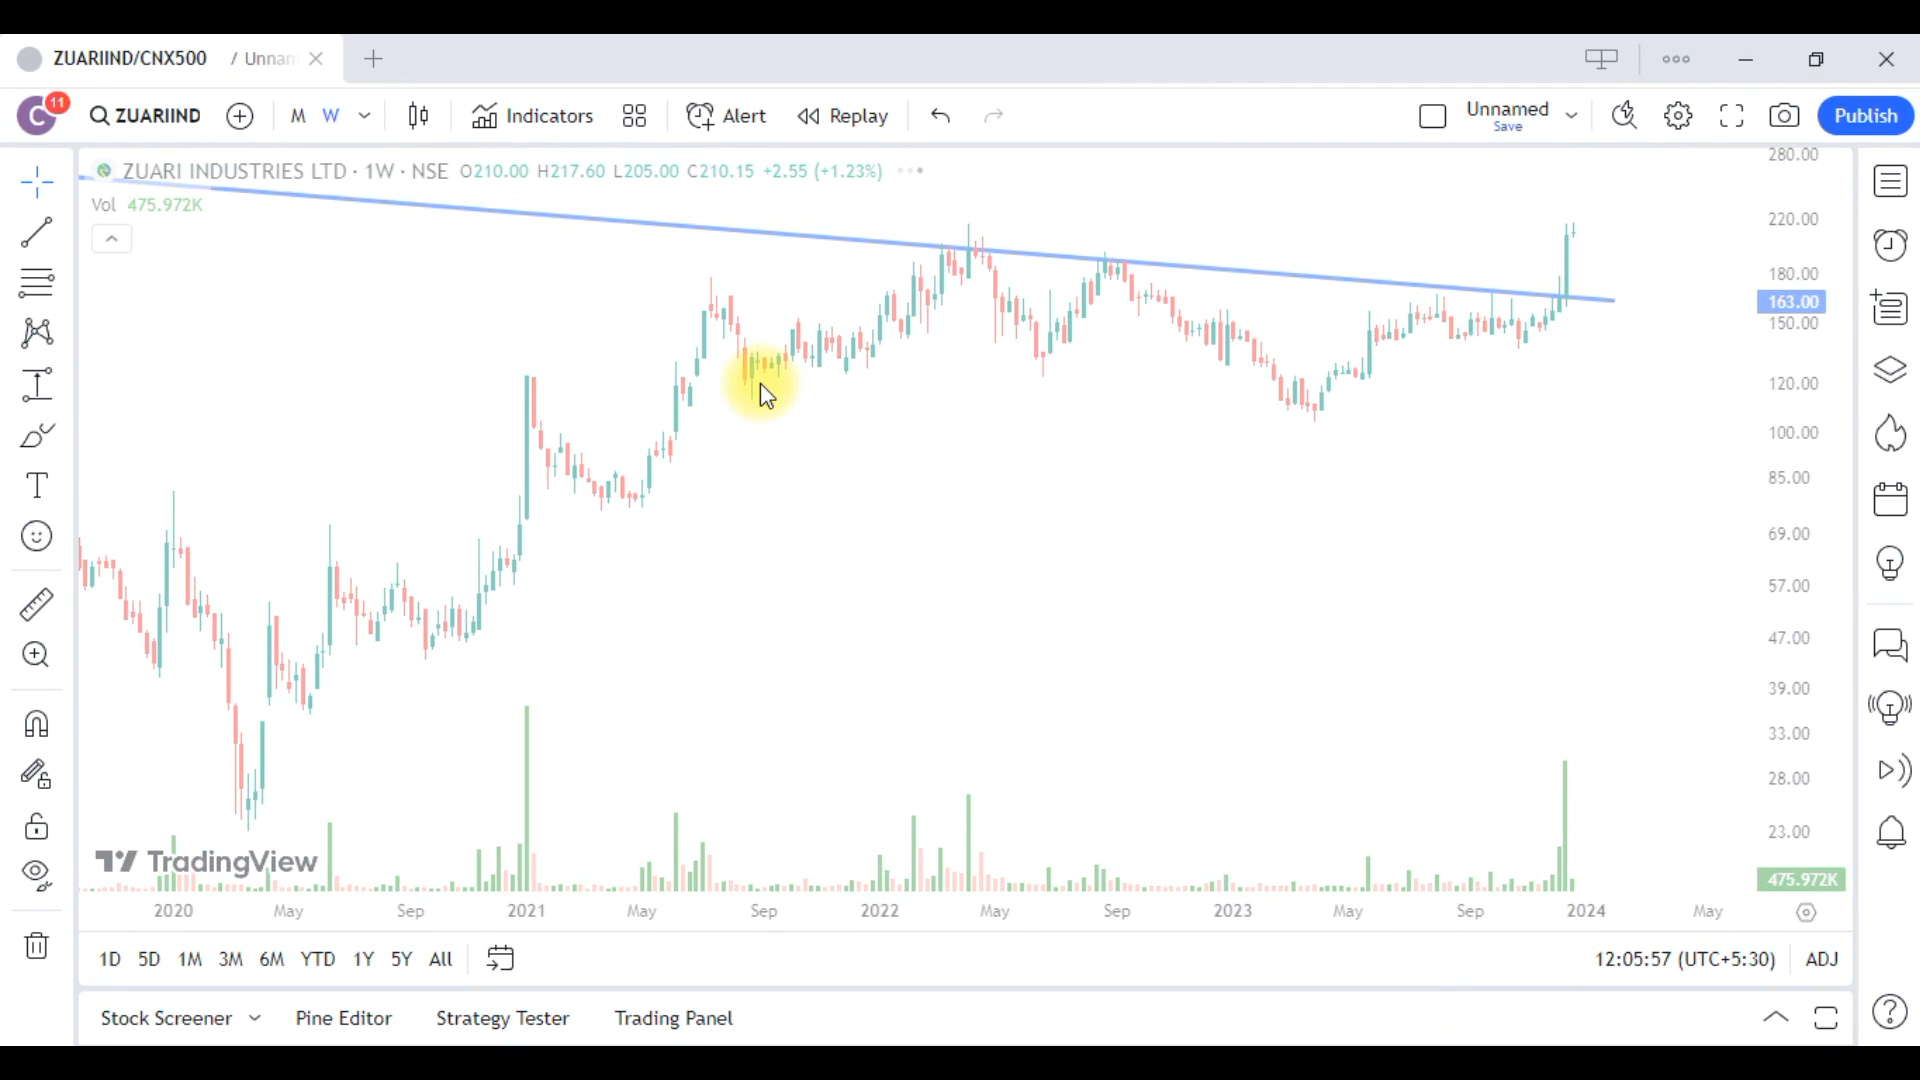 ZUARIIND/CNX500 / Unnam
C 11 ZUARIIND M W Indicators Alert Replay Unnamed Save Publish
ZUARI INDUSTRIES LTD · 1W · NSE O210.00 H217.60 L205.00 C210.15 +2.55 (+1.23%)
Vol 475.972K
280.00
220.00
180.00
163.00
150.00
120.00
100.00
85.00
69.00
57.00
47.00
39.00
33.00
28.00
23.00
475.972K
TradingView
2020 May Sep 2021 May Sep 2022 May Sep 2023 May Sep 2024 May
1D 5D 1M 3M 6M YTD 1Y 5Y All 12:05:57 (UTC+5:30) ADJ
Stock Screener Pine Editor Strategy Tester Trading Panel